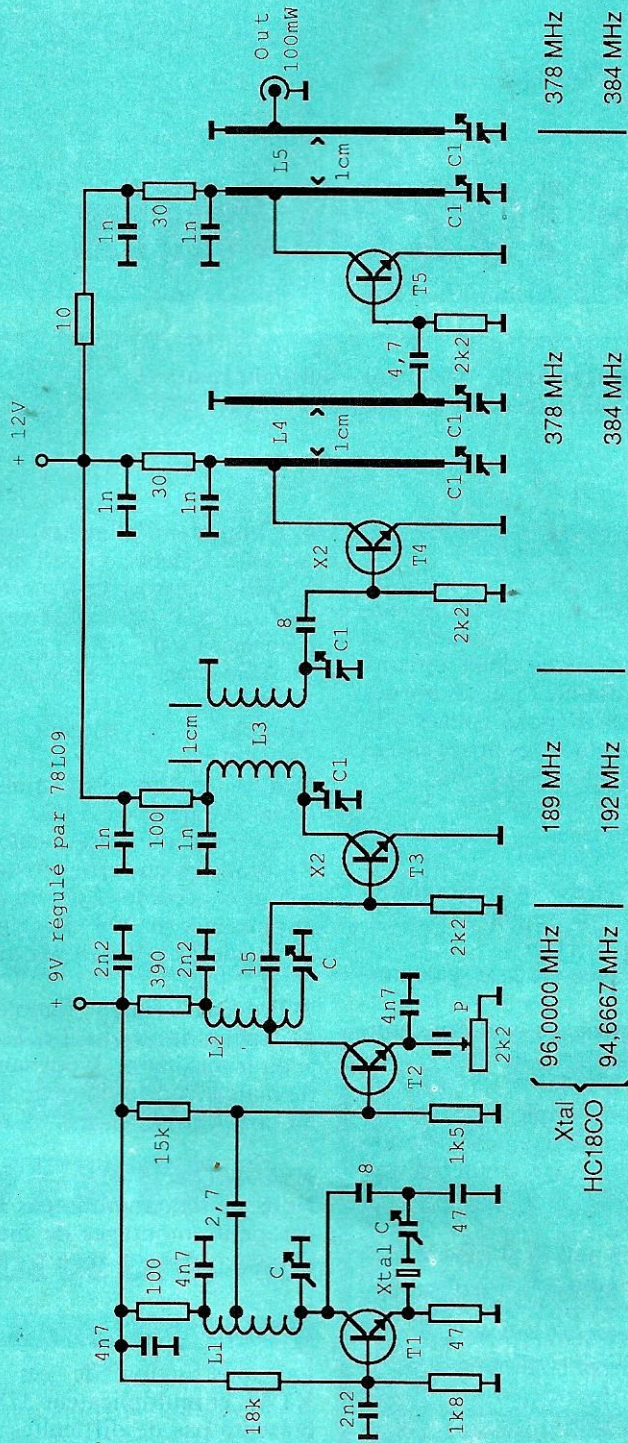 + 12V
+ 9V régulé par 78L09
10
4n7
100
4n7
18k
L1
C
2,7
15k
2n2
390
2n2
L2
15
C
1n
100
1n
1cm
L3
C1
C1
8
1n
30
1n
L4
1cm
C1
C1
4,7
1n
30
1n
L5
1cm
C1
C1
Out
100mW
2n2
1k8
T1
47
Xtal C
8
47
1k5
T2
4n7
P
2k2
X2
T3
2k2
X2
T4
2k2
T5
2k2
Xtal
HC18CO
96,0000 MHz
94,6667 MHz
189 MHz
192 MHz
378 MHz
384 MHz
378 MHz
384 MHz